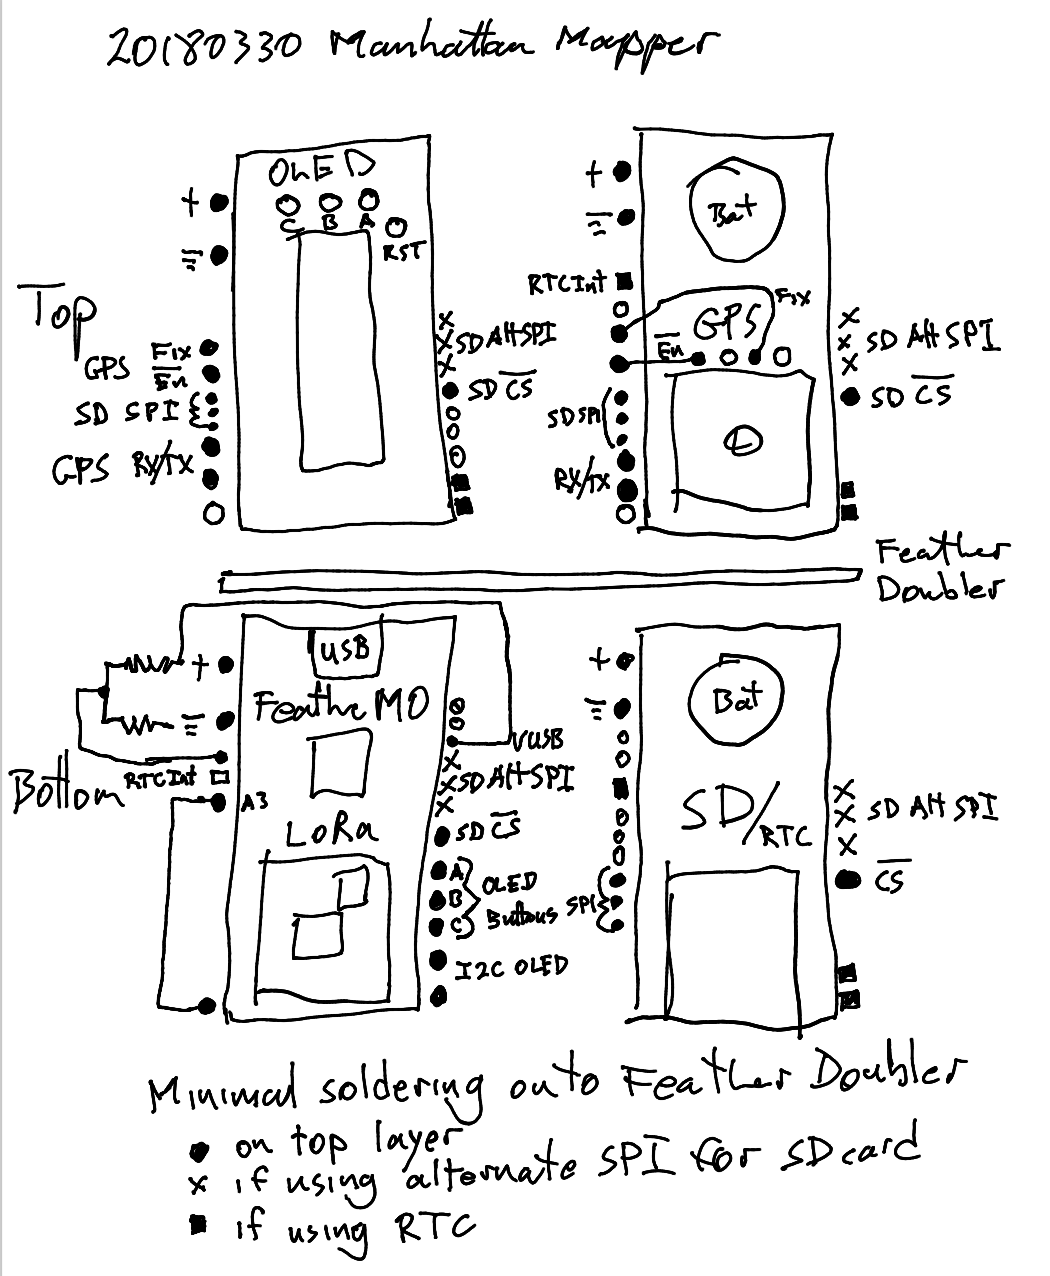 20180330 Manhattan Mapper
Top
OLED
C B A
RST
+
GPS Fix
En
SD SPI
GPS RX/TX
SD Alt SPI
SD CS
+
RTC Int
Bat
GPS
Fix
En
SD SPI
RX/TX
SD Alt SPI
SD CS
Feather
Doubler
Bottom
+
USB
Feather M0
VUSB
RTC Int
A3
LoRa
SD Alt SPI
SD CS
A
B
C
OLED
Buttons
I2C OLED
+
Bat
SD/RTC
SPI
SD Alt SPI
CS
Minimal soldering onto Feather Doubler
● on top layer
x if using alternate SPI for SD card
■ if using RTC